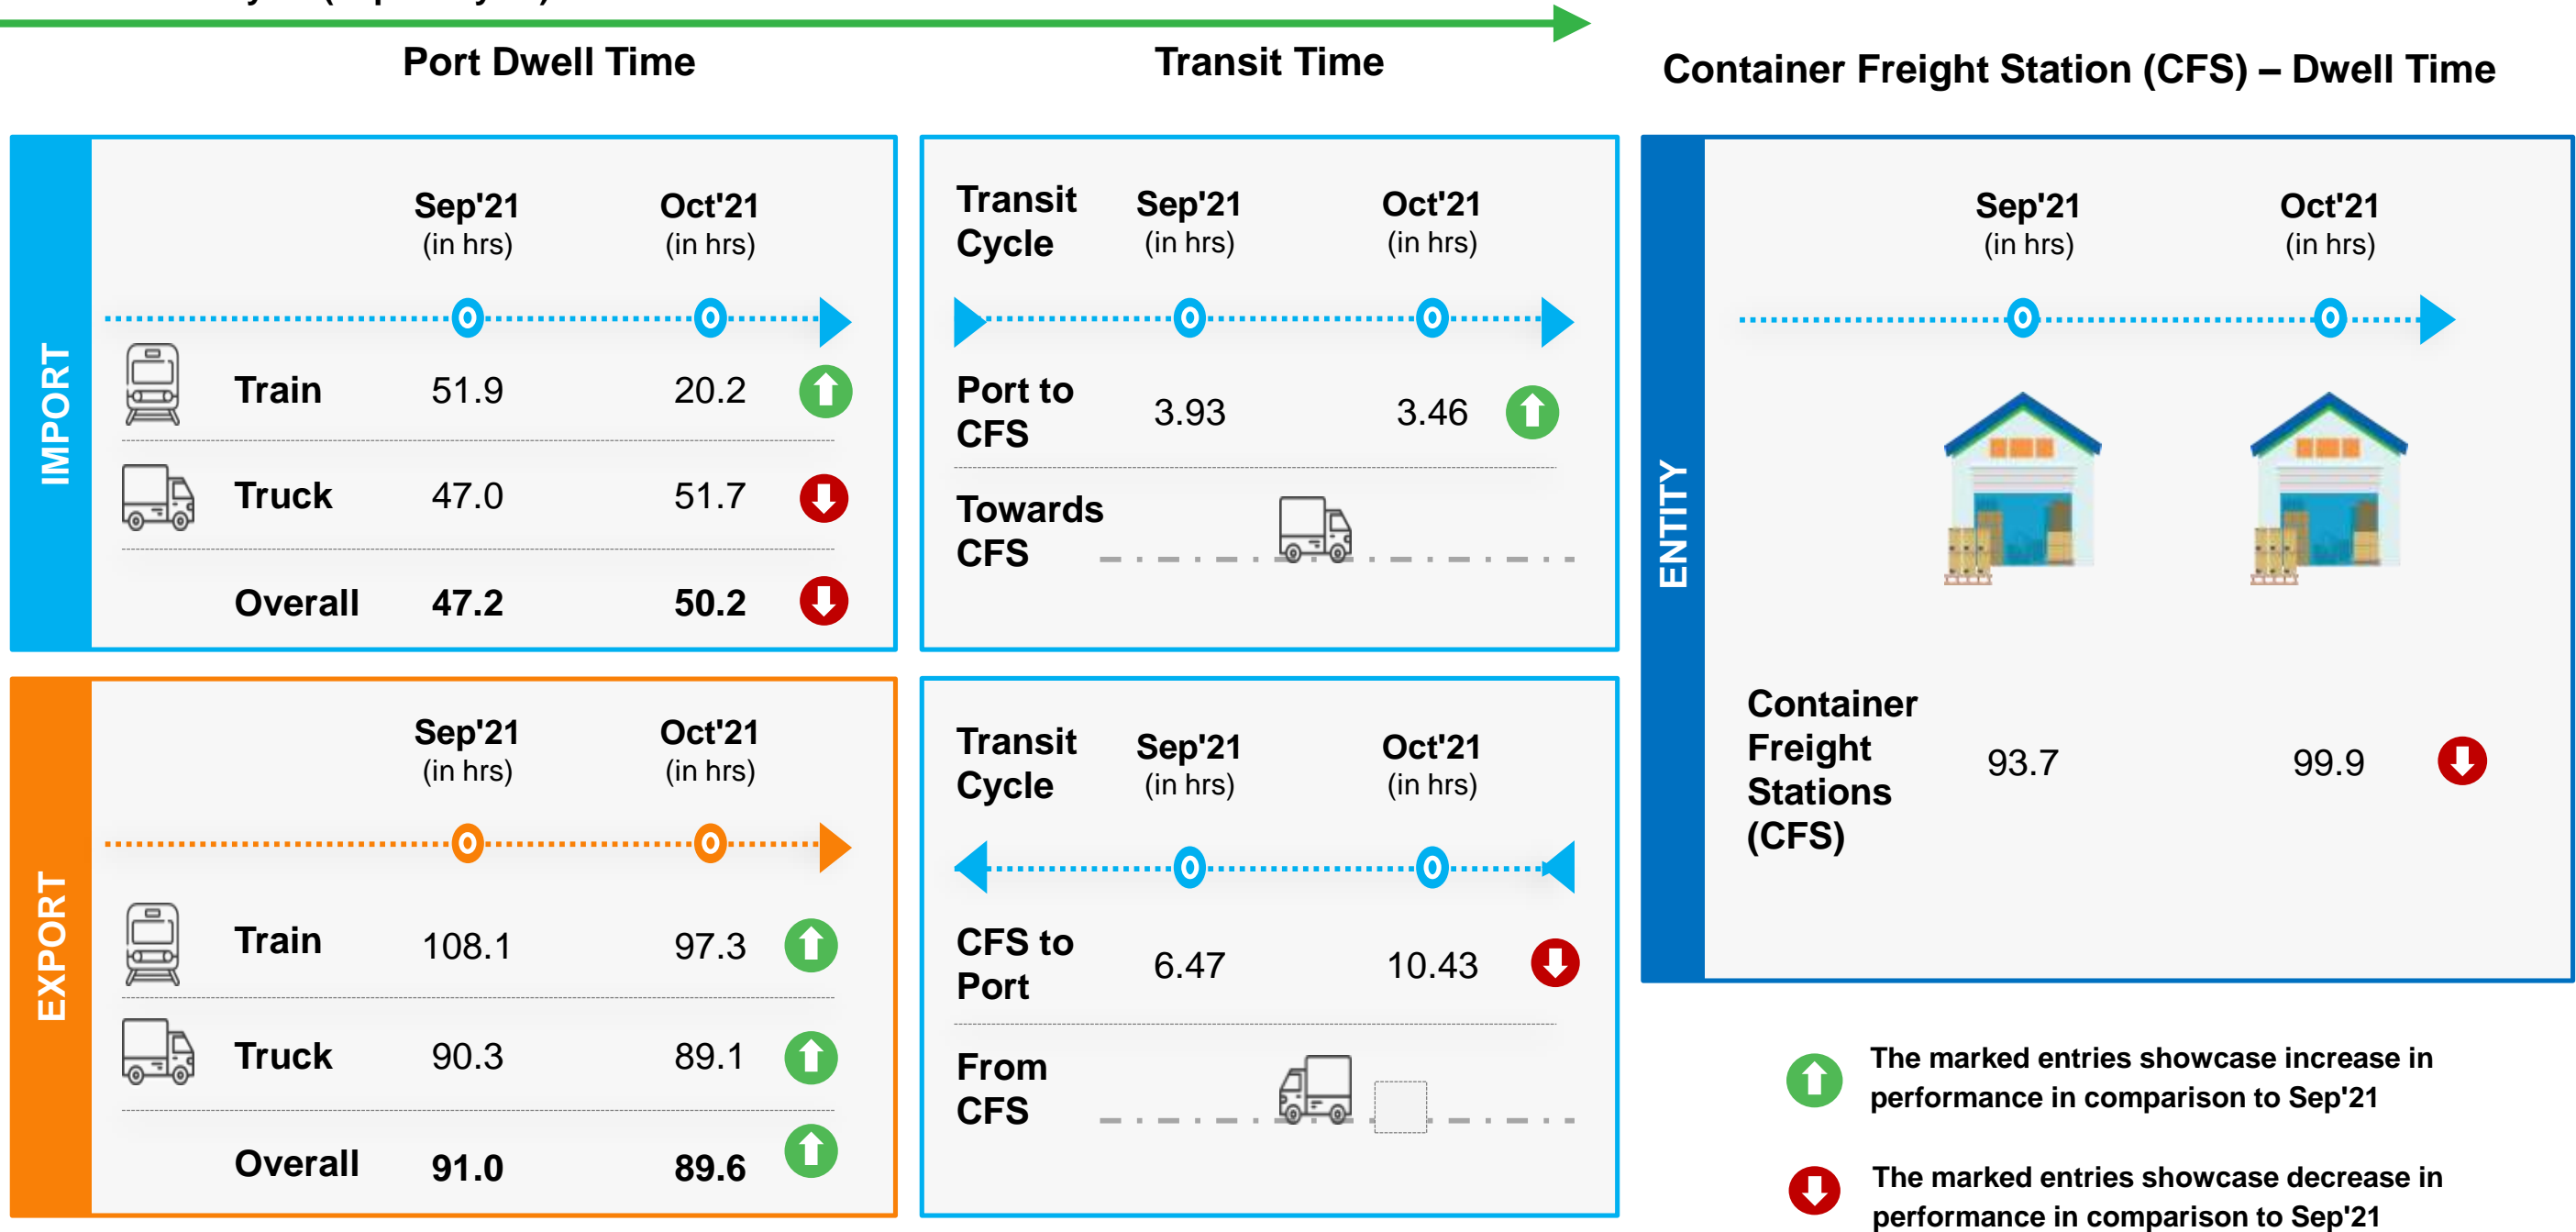 Port Dwell Time
Transit Time
Container Freight Station (CFS) – Dwell Time
IMPORT
Sep'21 Oct'21
(in hrs) (in hrs)
Train 51.9 20.2
Truck 47.0 51.7
Overall 47.2 50.2
Transit Sep'21 Oct'21
Cycle (in hrs) (in hrs)
Port to
CFS 3.93 3.46
Towards
CFS
ENTITY
Sep'21 Oct'21
(in hrs) (in hrs)
Container
Freight
Stations 93.7 99.9
(CFS)
EXPORT
Sep'21 Oct'21
(in hrs) (in hrs)
Train 108.1 97.3
Truck 90.3 89.1
Overall 91.0 89.6
Transit Sep'21 Oct'21
Cycle (in hrs) (in hrs)
CFS to
Port 6.47 10.43
From
CFS
The marked entries showcase increase in
performance in comparison to Sep'21
The marked entries showcase decrease in
performance in comparison to Sep'21